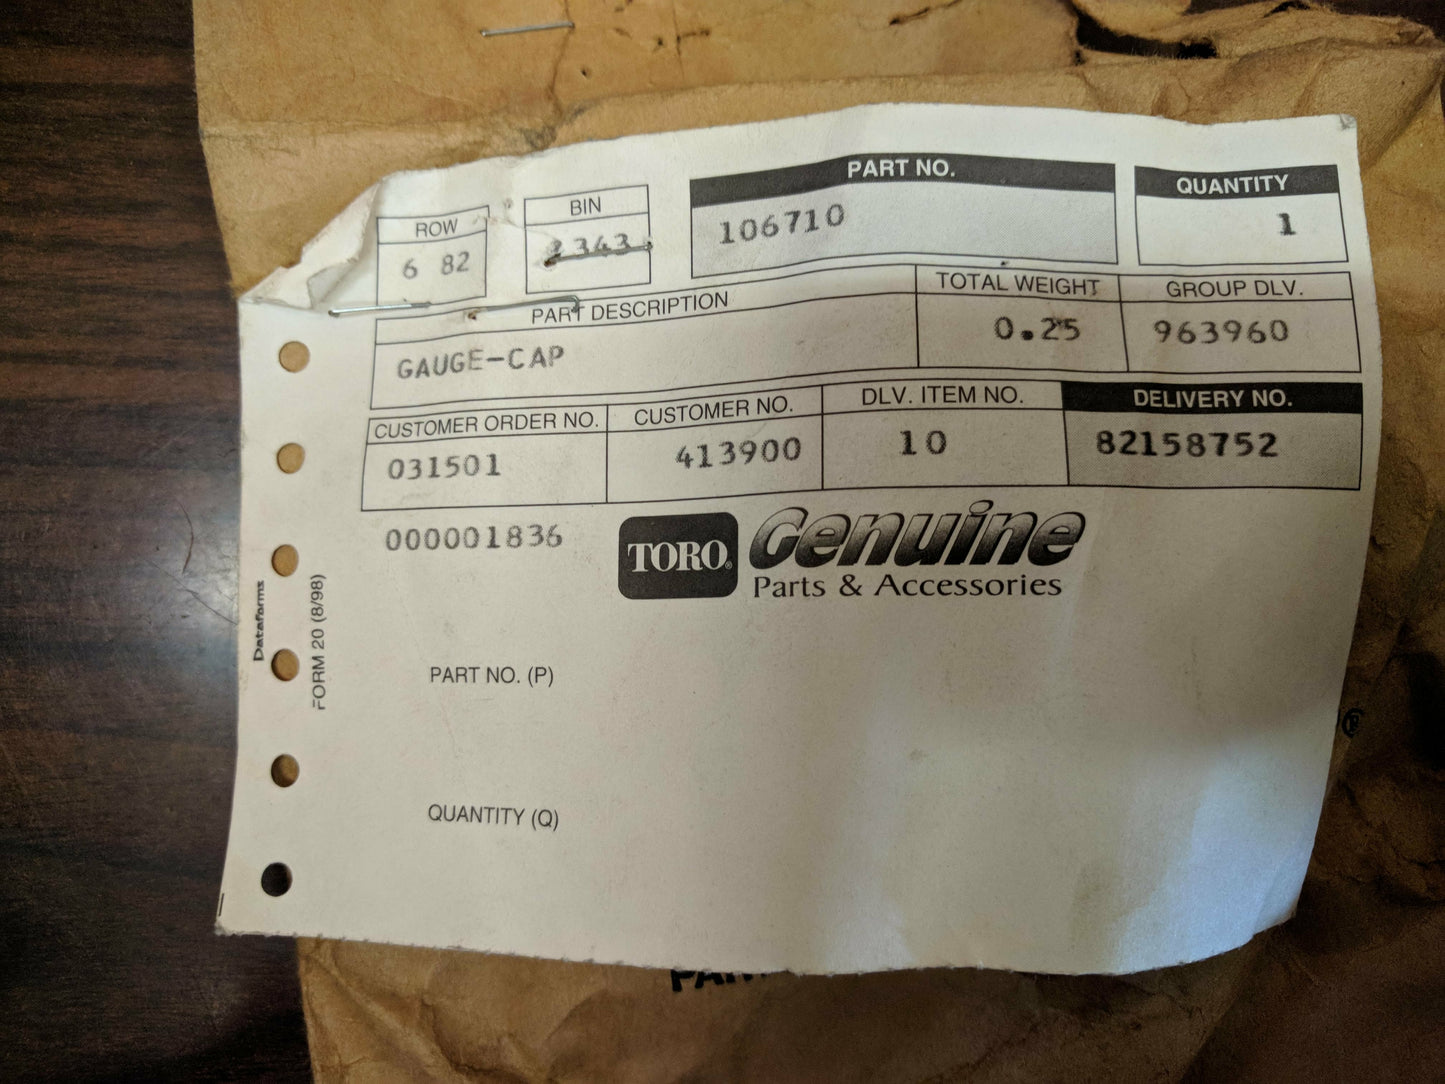 ROW
6 82
BIN
343
PART NO.
106710
QUANTITY
1
PART DESCRIPTION
GAUGE-CAP
TOTAL WEIGHT
0.25
GROUP DLV.
963960
CUSTOMER ORDER NO.
031501
CUSTOMER NO.
413900
DLV. ITEM NO.
10
DELIVERY NO.
82158752
000001836
TORO® Genuine
Parts & Accessories
Dataforms
FORM 20 (8/98)
PART NO. (P)
QUANTITY (Q)
®